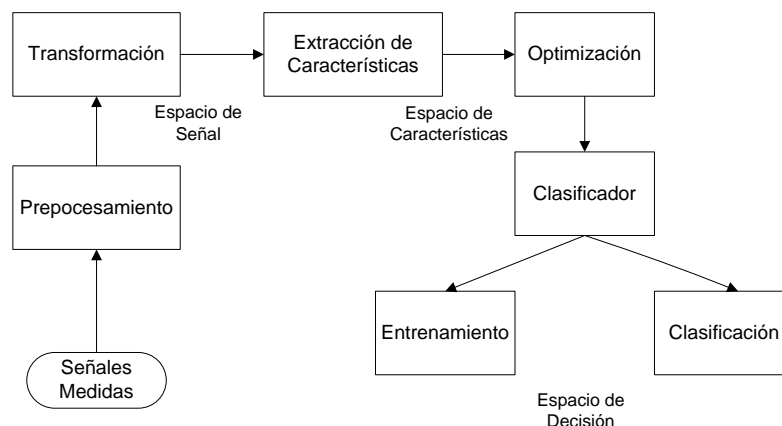 Transformación
Extracción de
Características
Optimización
Espacio de
Señal
Espacio de
Características
Prepocesamiento
Clasificador
Entrenamiento
Clasificación
Señales
Medidas
Espacio de
Decisión